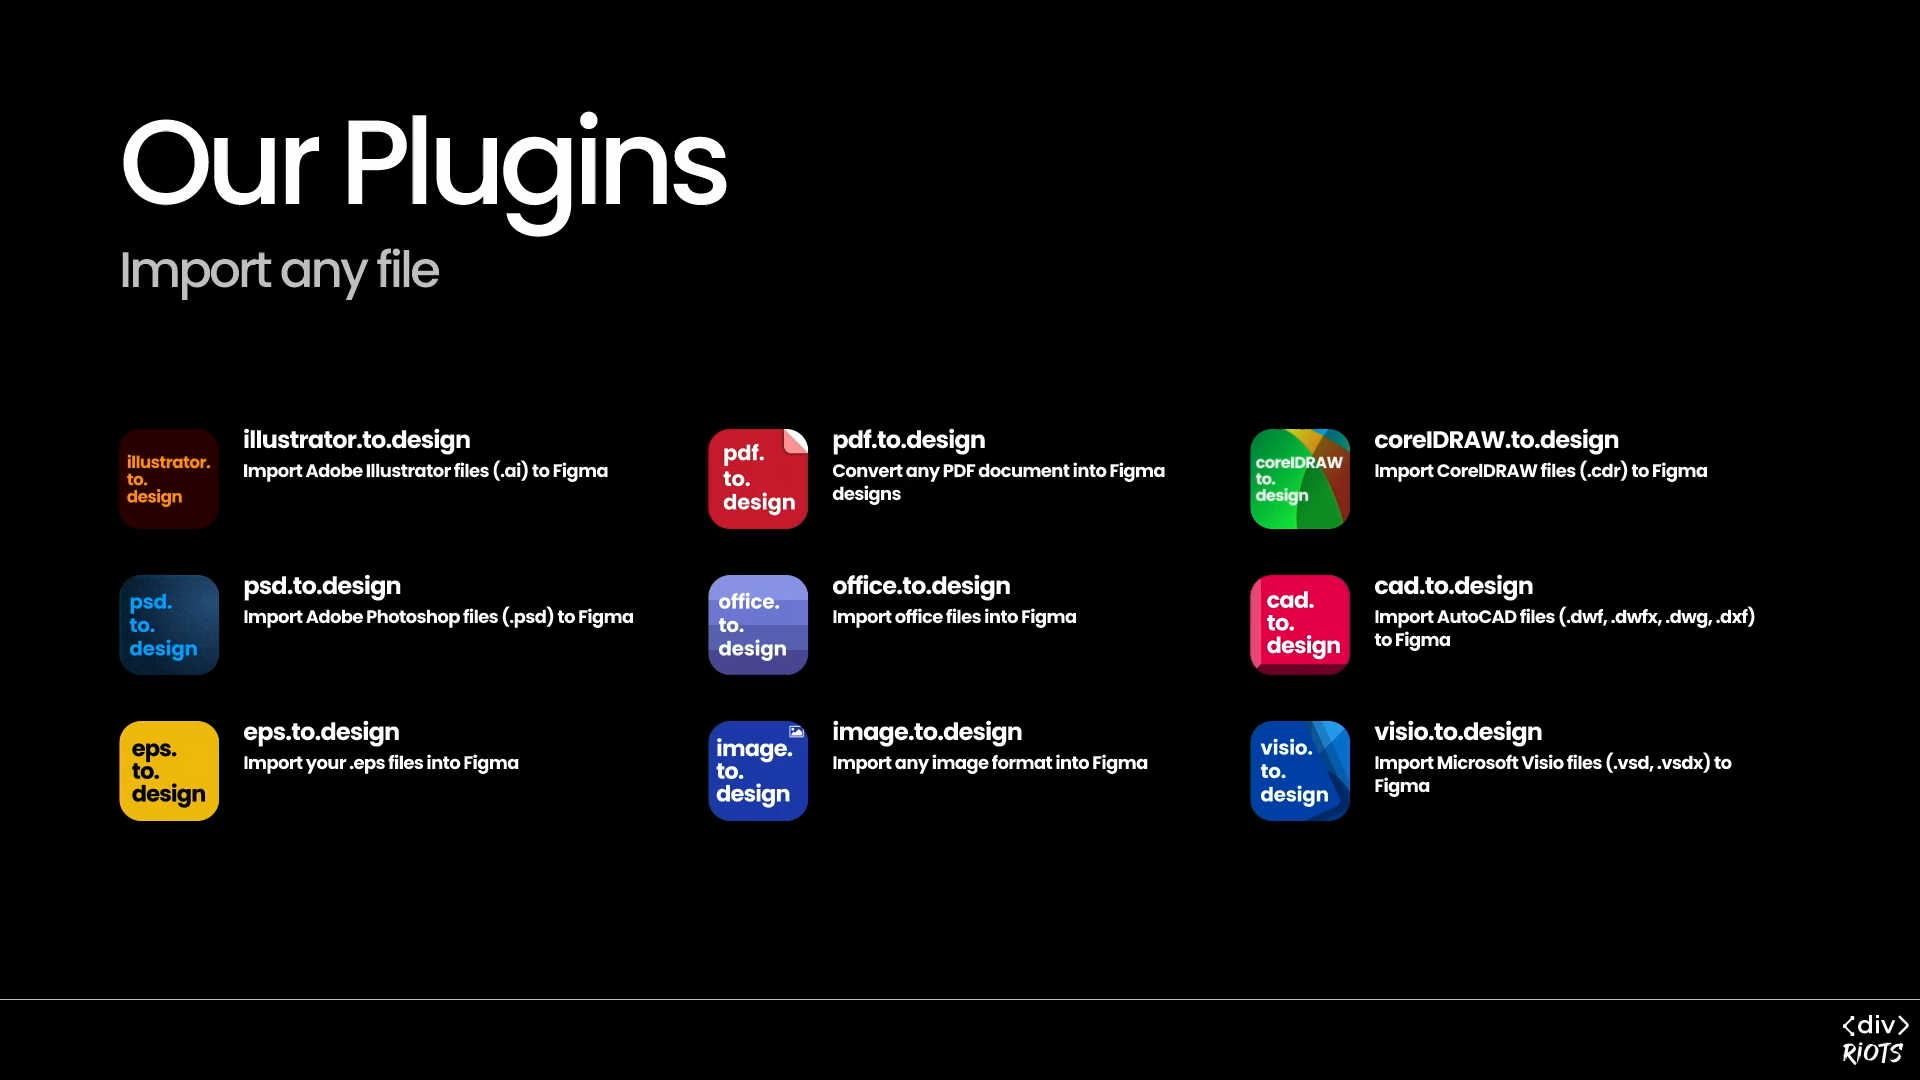 Our Plugins
Import any file
illustrator.
to.
design
illustrator.to.design
Import Adobe Illustrator files (.ai) to Figma
pdf.
to.
design
pdf.to.design
Convert any PDF document into Figma
designs
corelDRAW
to.
design
corelDRAW.to.design
Import CorelDRAW files (.cdr) to Figma
psd.
to.
design
psd.to.design
Import Adobe Photoshop files (.psd) to Figma
office.
to.
design
office.to.design
Import office files into Figma
cad.
to.
design
cad.to.design
Import AutoCAD files (.dwf, .dwfx, .dwg, .dxf)
to Figma
eps.
to.
design
eps.to.design
Import your .eps files into Figma
image.
to.
design
image.to.design
Import any image format into Figma
visio.
to.
design
visio.to.design
Import Microsoft Visio files (.vsd, .vsdx) to
Figma
<div>
RiOTS